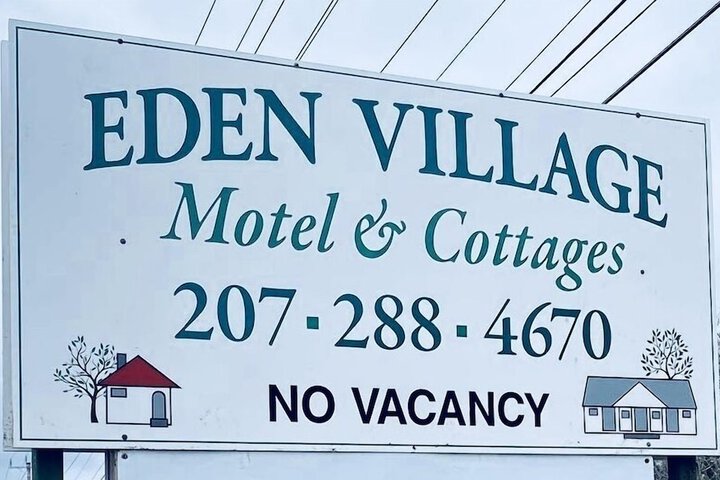 EDEN VILLAGE
Motel & Cottages
207·288·4670
NO VACANCY